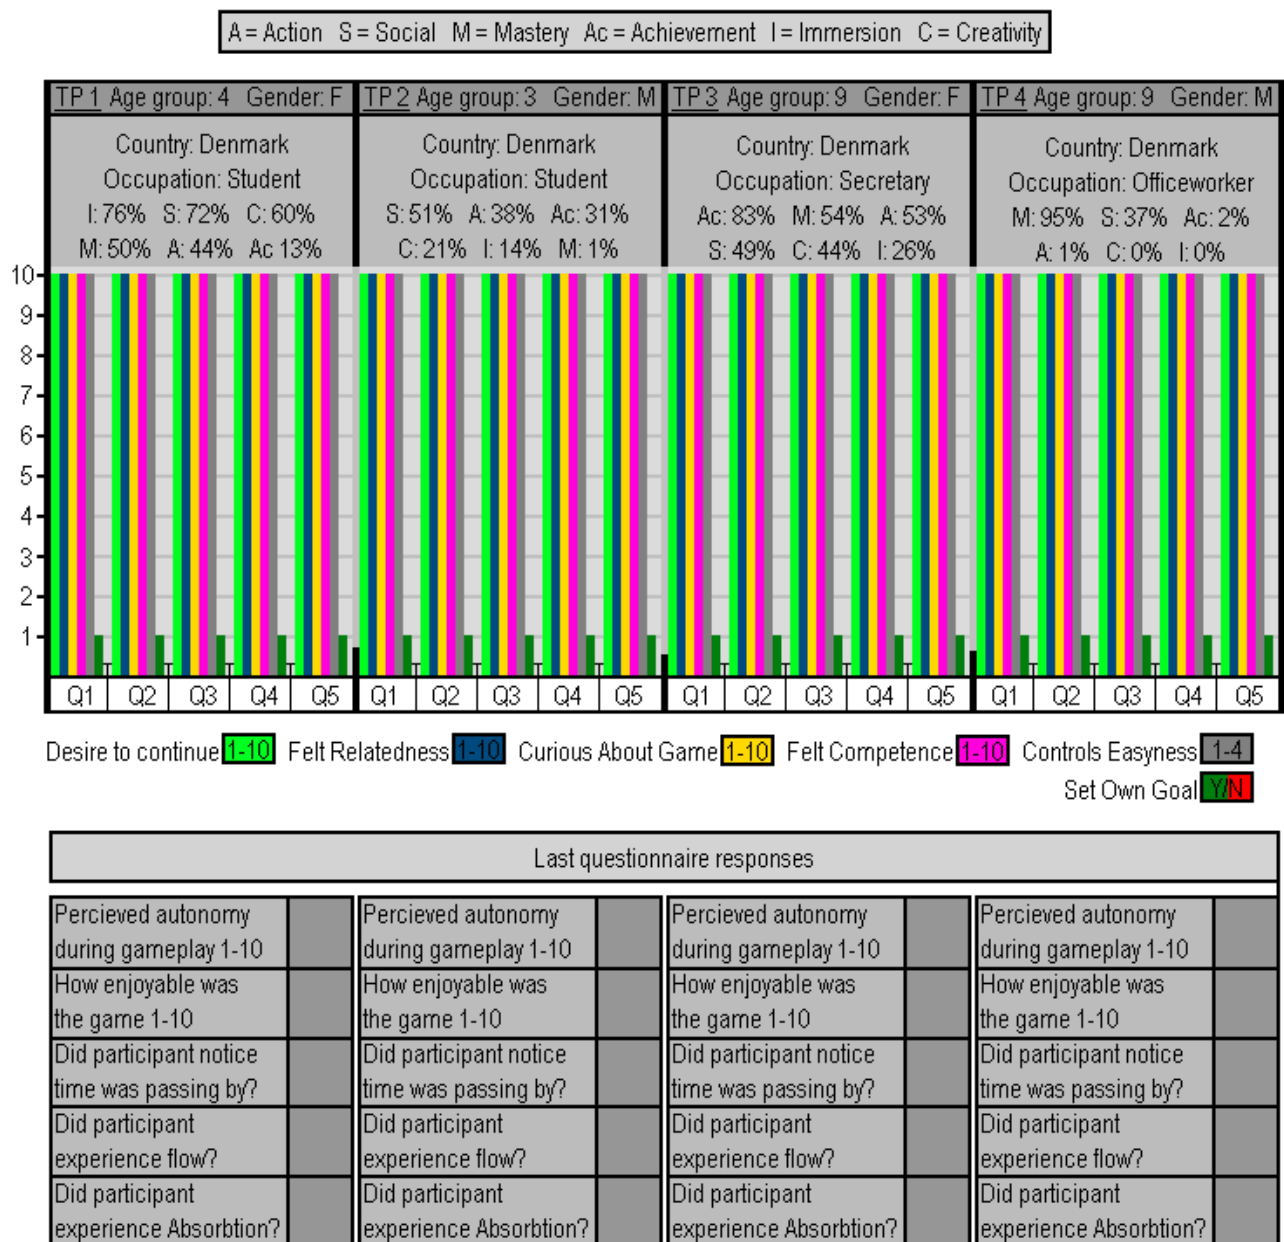 A = Action S = Social M = Mastery Ac = Achievement I = Immersion C = Creativity
TP 1 Age group: 4 Gender: F
Country: Denmark
Occupation: Student
I: 76% S: 72% C: 60%
M: 50% A: 44% Ac 13%
TP 2 Age group: 3 Gender: M
Country: Denmark
Occupation: Student
S: 51% A: 38% Ac: 31%
C: 21% I: 14% M: 1%
TP 3 Age group: 9 Gender: F
Country: Denmark
Occupation: Secretary
Ac: 83% M: 54% A: 53%
S: 49% C: 44% I: 26%
TP 4 Age group: 9 Gender: M
Country: Denmark
Occupation: Officeworker
M: 95% S: 37% Ac: 2%
A: 1% C: 0% I: 0%
10
9
8
7
6
5
4
3
2
1
Q1 Q2 Q3 Q4 Q5 Q1 Q2 Q3 Q4 Q5 Q1 Q2 Q3 Q4 Q5 Q1 Q2 Q3 Q4 Q5
Desire to continue 1-10 Felt Relatedness 1-10 Curious About Game 1-10 Felt Competence 1-10 Controls Easyness 1-4
Set Own Goal Y/N
Last questionnaire responses
Percieved autonomy
during gameplay 1-10
How enjoyable was
the game 1-10
Did participant notice
time was passing by?
Did participant
experience flow?
Did participant
experience Absorbtion?
Percieved autonomy
during gameplay 1-10
How enjoyable was
the game 1-10
Did participant notice
time was passing by?
Did participant
experience flow?
Did participant
experience Absorbtion?
Percieved autonomy
during gameplay 1-10
How enjoyable was
the game 1-10
Did participant notice
time was passing by?
Did participant
experience flow?
Did participant
experience Absorbtion?
Percieved autonomy
during gameplay 1-10
How enjoyable was
the game 1-10
Did participant notice
time was passing by?
Did participant
experience flow?
Did participant
experience Absorbtion?